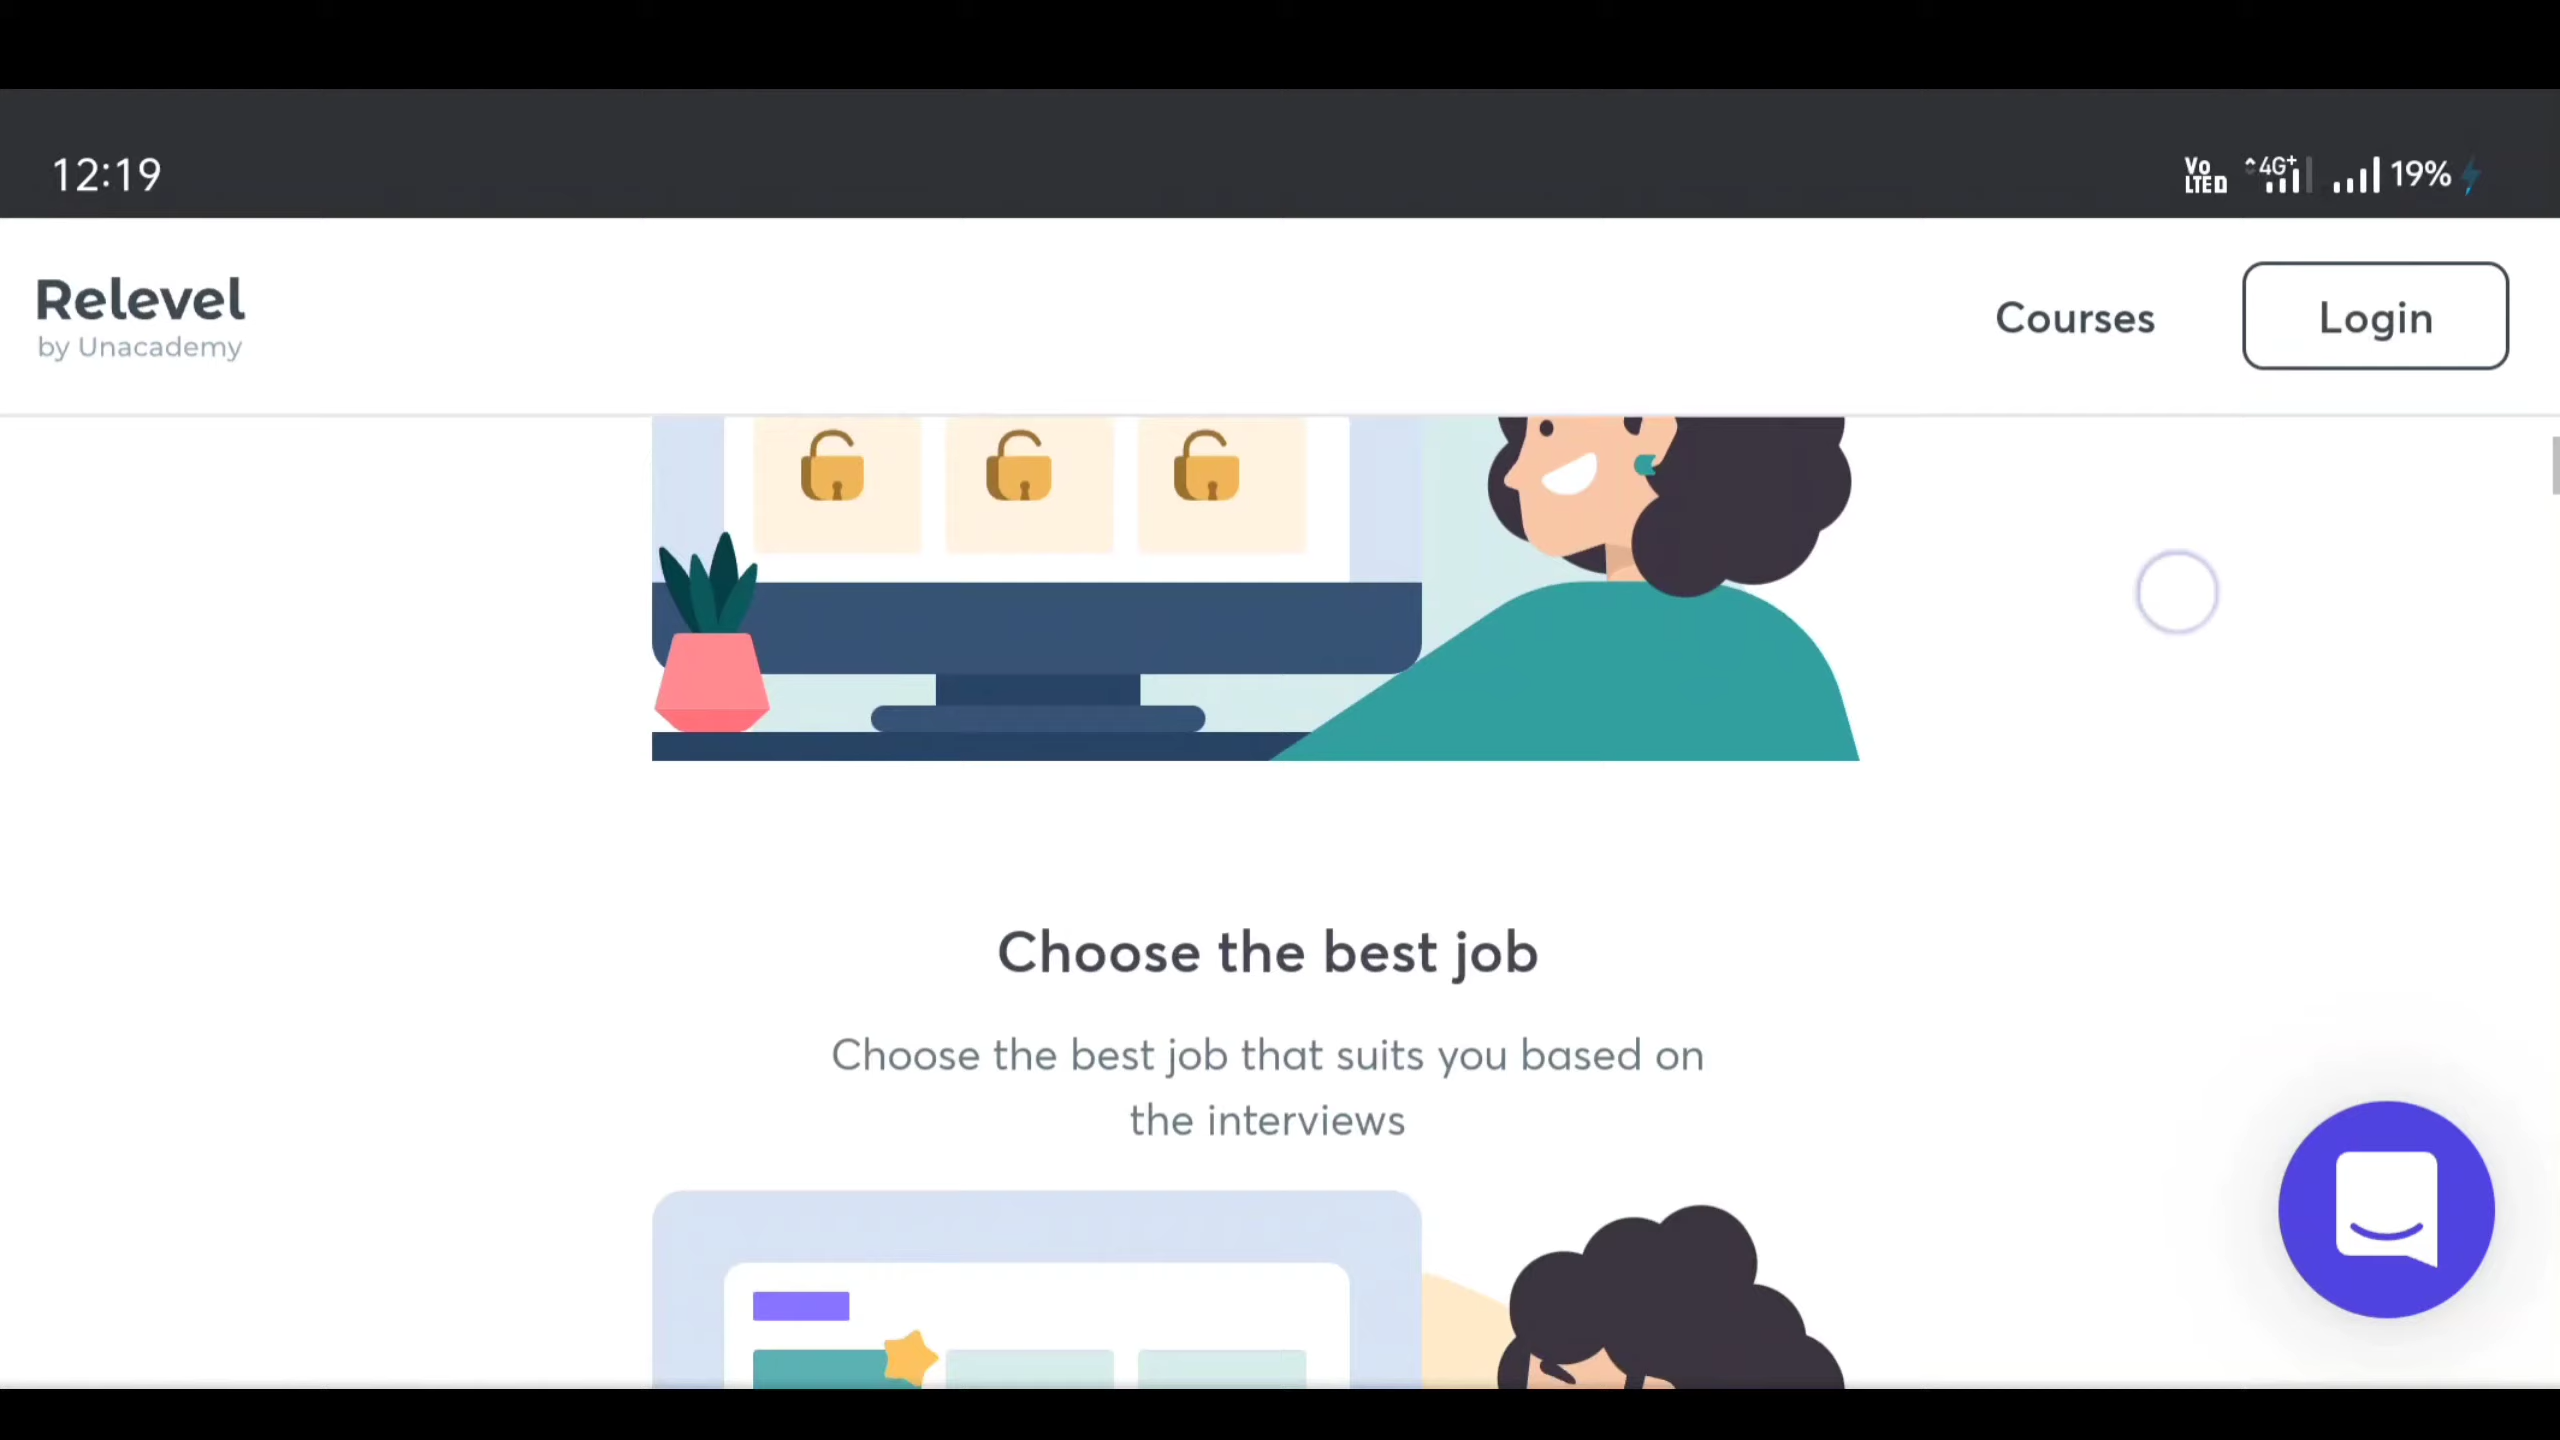 12:19
Vo LTED 4G+ 19%
Relevel
by Unacademy
Courses
Login
Choose the best job
Choose the best job that suits you based on
the interviews